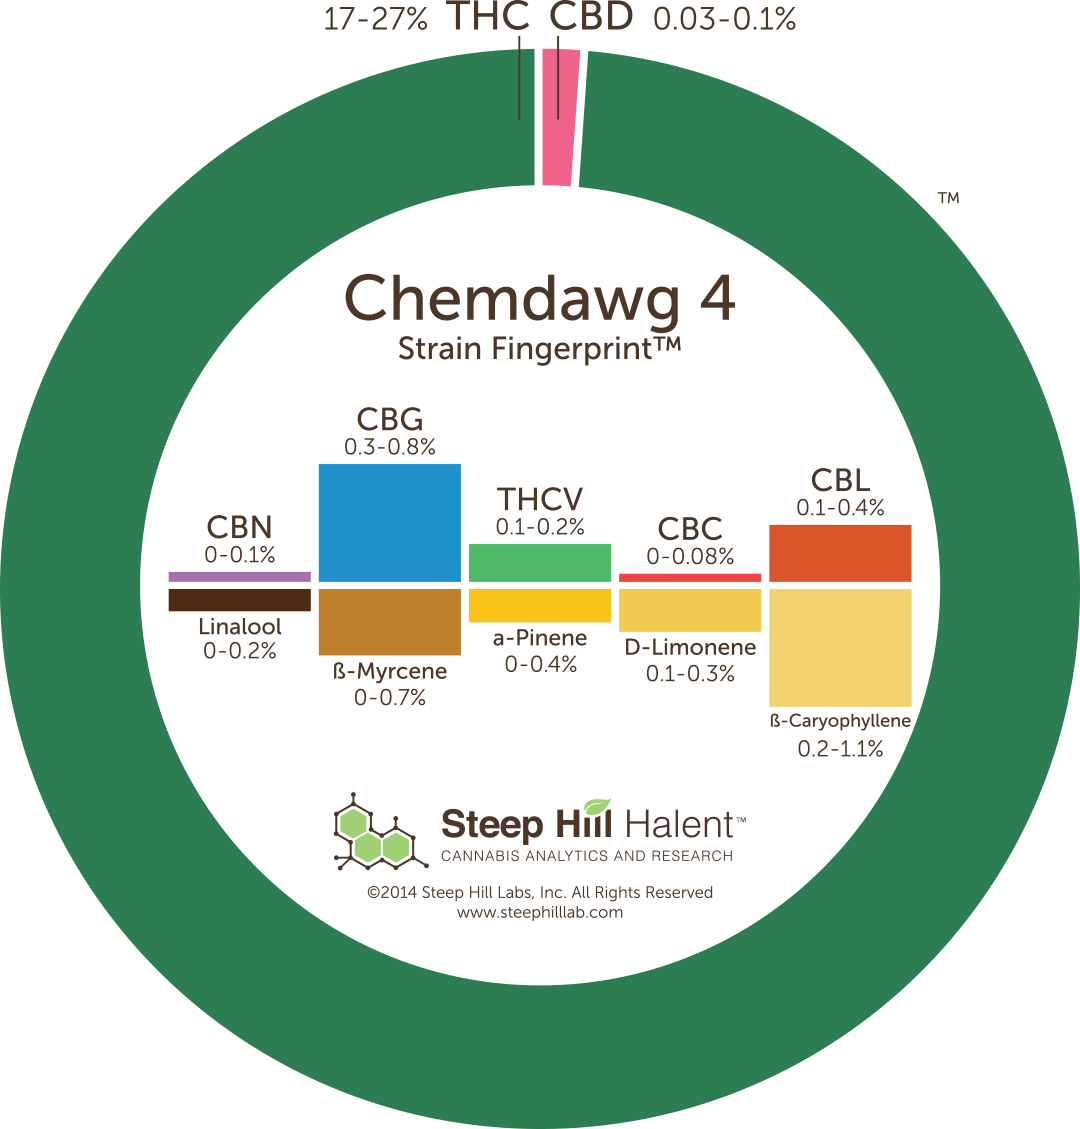 17-27% THC CBD 0.03-0.1%
TM
Chemdawg 4
Strain Fingerprint™
CBG
0.3-0.8%
CBL
0.1-0.4%
THCV
0.1-0.2%
CBN
0-0.1%
CBC
0-0.08%
Linalool
0-0.2%
a-Pinene
0-0.4%
D-Limonene
0.1-0.3%
ß-Myrcene
0-0.7%
ß-Caryophyllene
0.2-1.1%
Steep Hill Halent™
CANNABIS ANALYTICS AND RESEARCH
©2014 Steep Hill Labs, Inc. All Rights Reserved
www.steephilllab.com